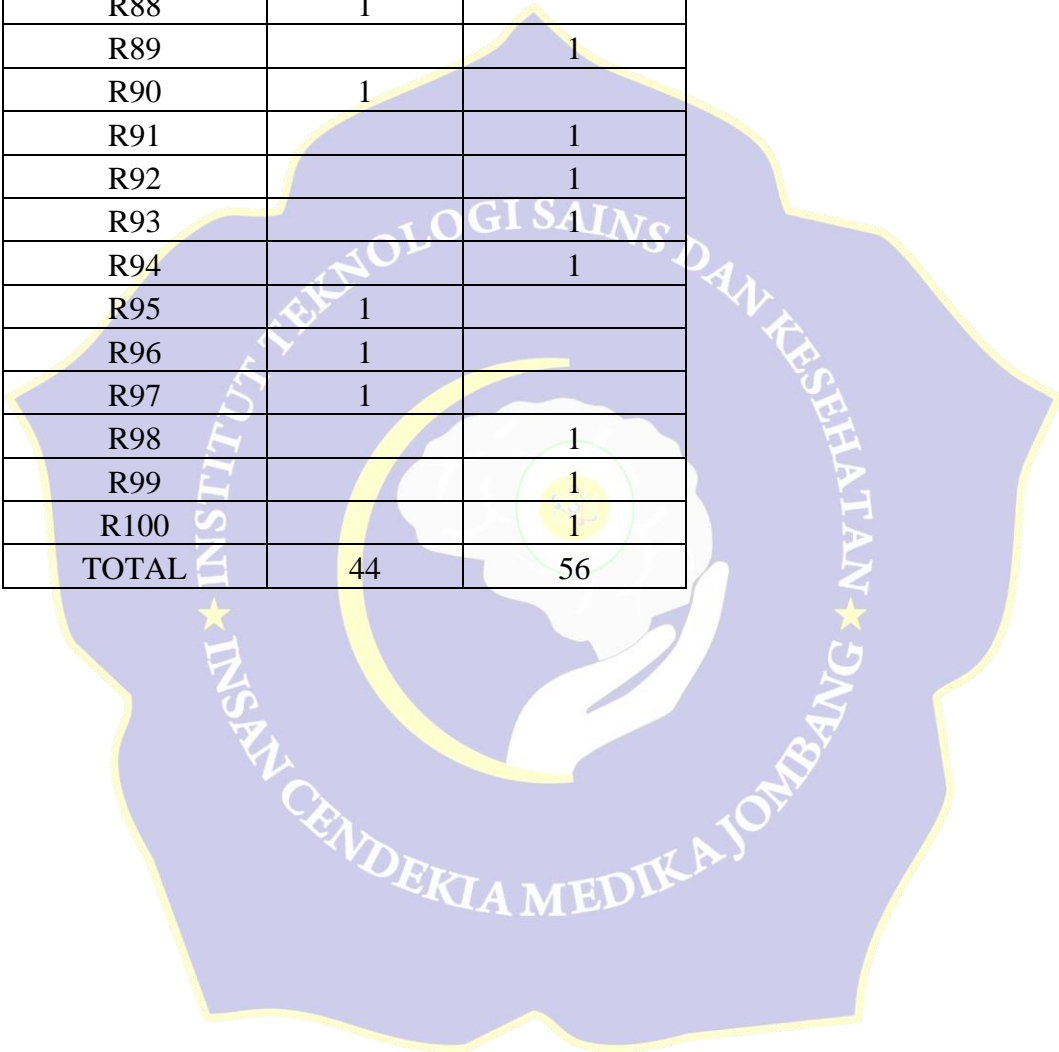 R88 1
R89 1
R90 1
R91 1
R92 1
R93 1
R94 1
R95 1
R96 1
R97 1
R98 1
R99 1
R100 1
TOTAL 44 56
INSTITUT TEKNOLOGI SAINS DAN KESEHATAN
INSAN CENDEKIA MEDIKA JOMBANG